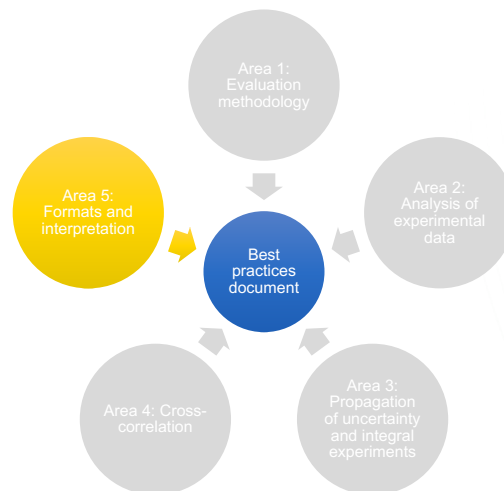 Area 1:
Evaluation
methodology
Area 2:
Analysis of
experimental
data
Area 3:
Propagation
of uncertainty
and integral
experiments
Area 4: Cross-
correlation
Area 5:
Formats and
interpretation
Best
practices
document